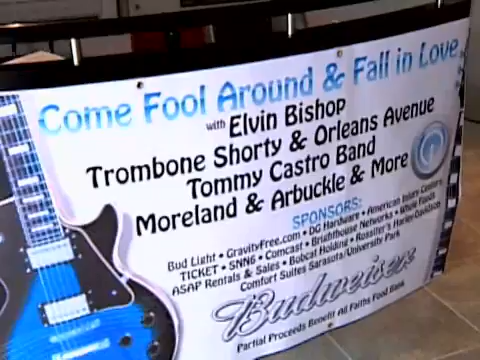 Come Fool Around & Fall in Love
with Elvin Bishop
Trombone Shorty & Orleans Avenue
Tommy Castro Band
Moreland & Arbuckle & More
SPONSORS:
Bud Light • GravityFree.com • DG Hardware • American Injury Centers
TICKET • SNN6 • Comcast • Brighthouse Networks • Whole Foods
ASAP Rentals & Sales • Bobcat Holding • Rossiter's Harley-Davidson
Comfort Suites Sarasota/University Park
Budweiser
Partial Proceeds Benefit All Faiths Food Bank